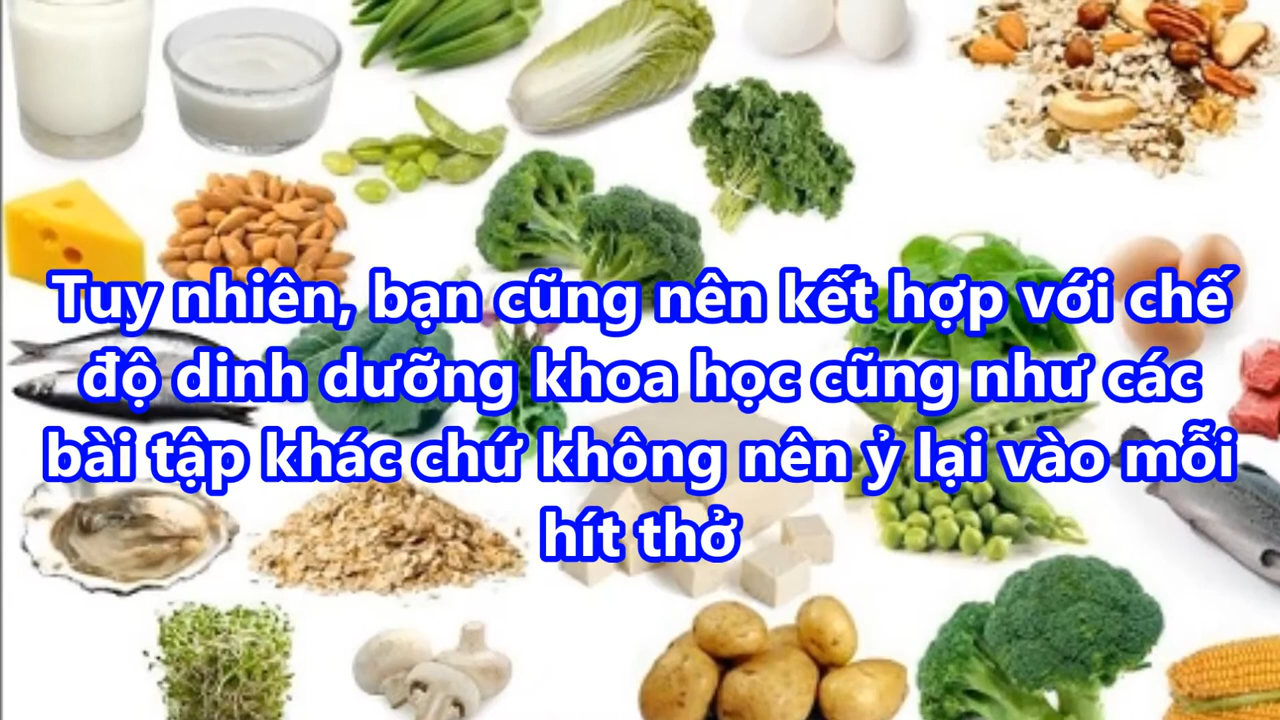 Tuy nhiên, bạn cũng nên kết hợp với chế
độ dinh dưỡng khoa học cũng như các
bài tập khác chứ không nên ỷ lại vào mỗi
hít thở